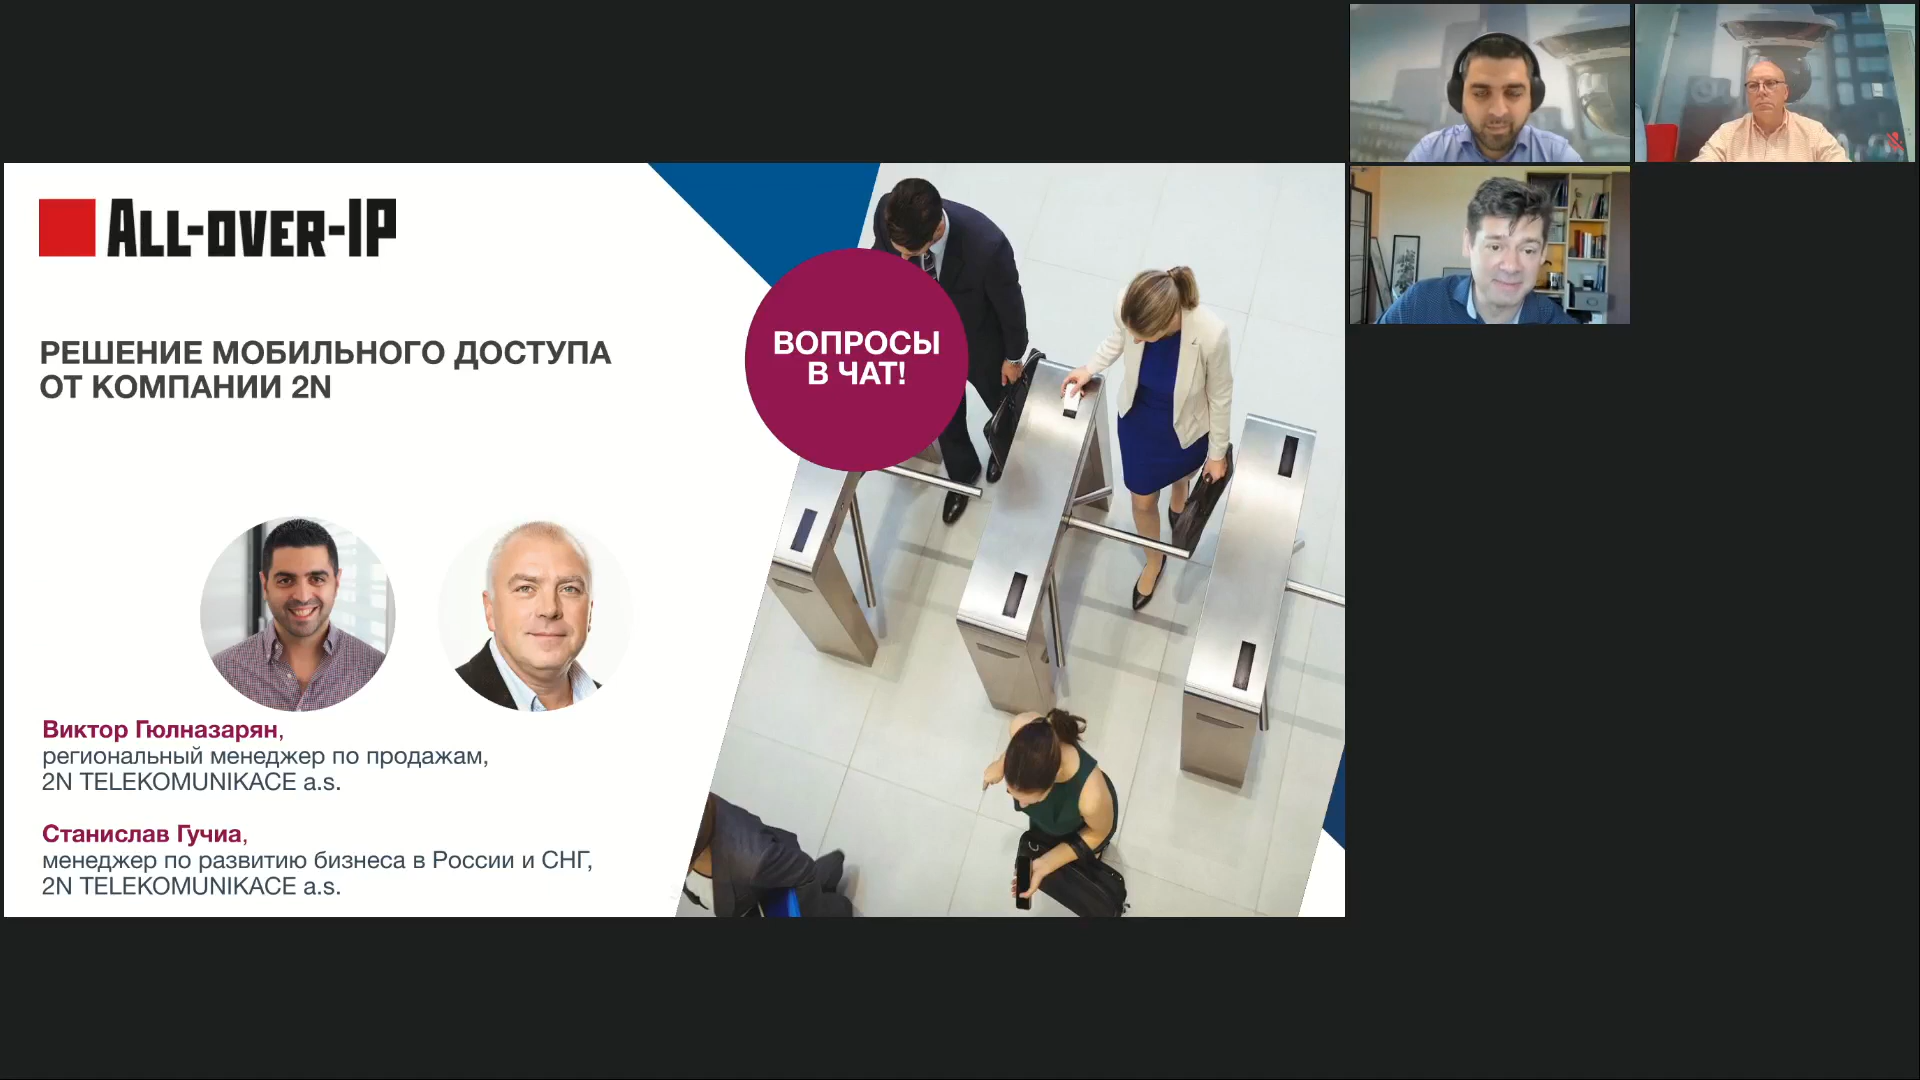 ALL-OVER-IP
РЕШЕНИЕ МОБИЛЬНОГО ДОСТУПА
ОТ КОМПАНИИ 2N
ВОПРОСЫ
В ЧАТ!
Виктор Гюлназарян,
региональный менеджер по продажам,
2N TELEKOMUNIKACE a.s.
Станислав Гучиа,
менеджер по развитию бизнеса в России и СНГ,
2N TELEKOMUNIKACE a.s.